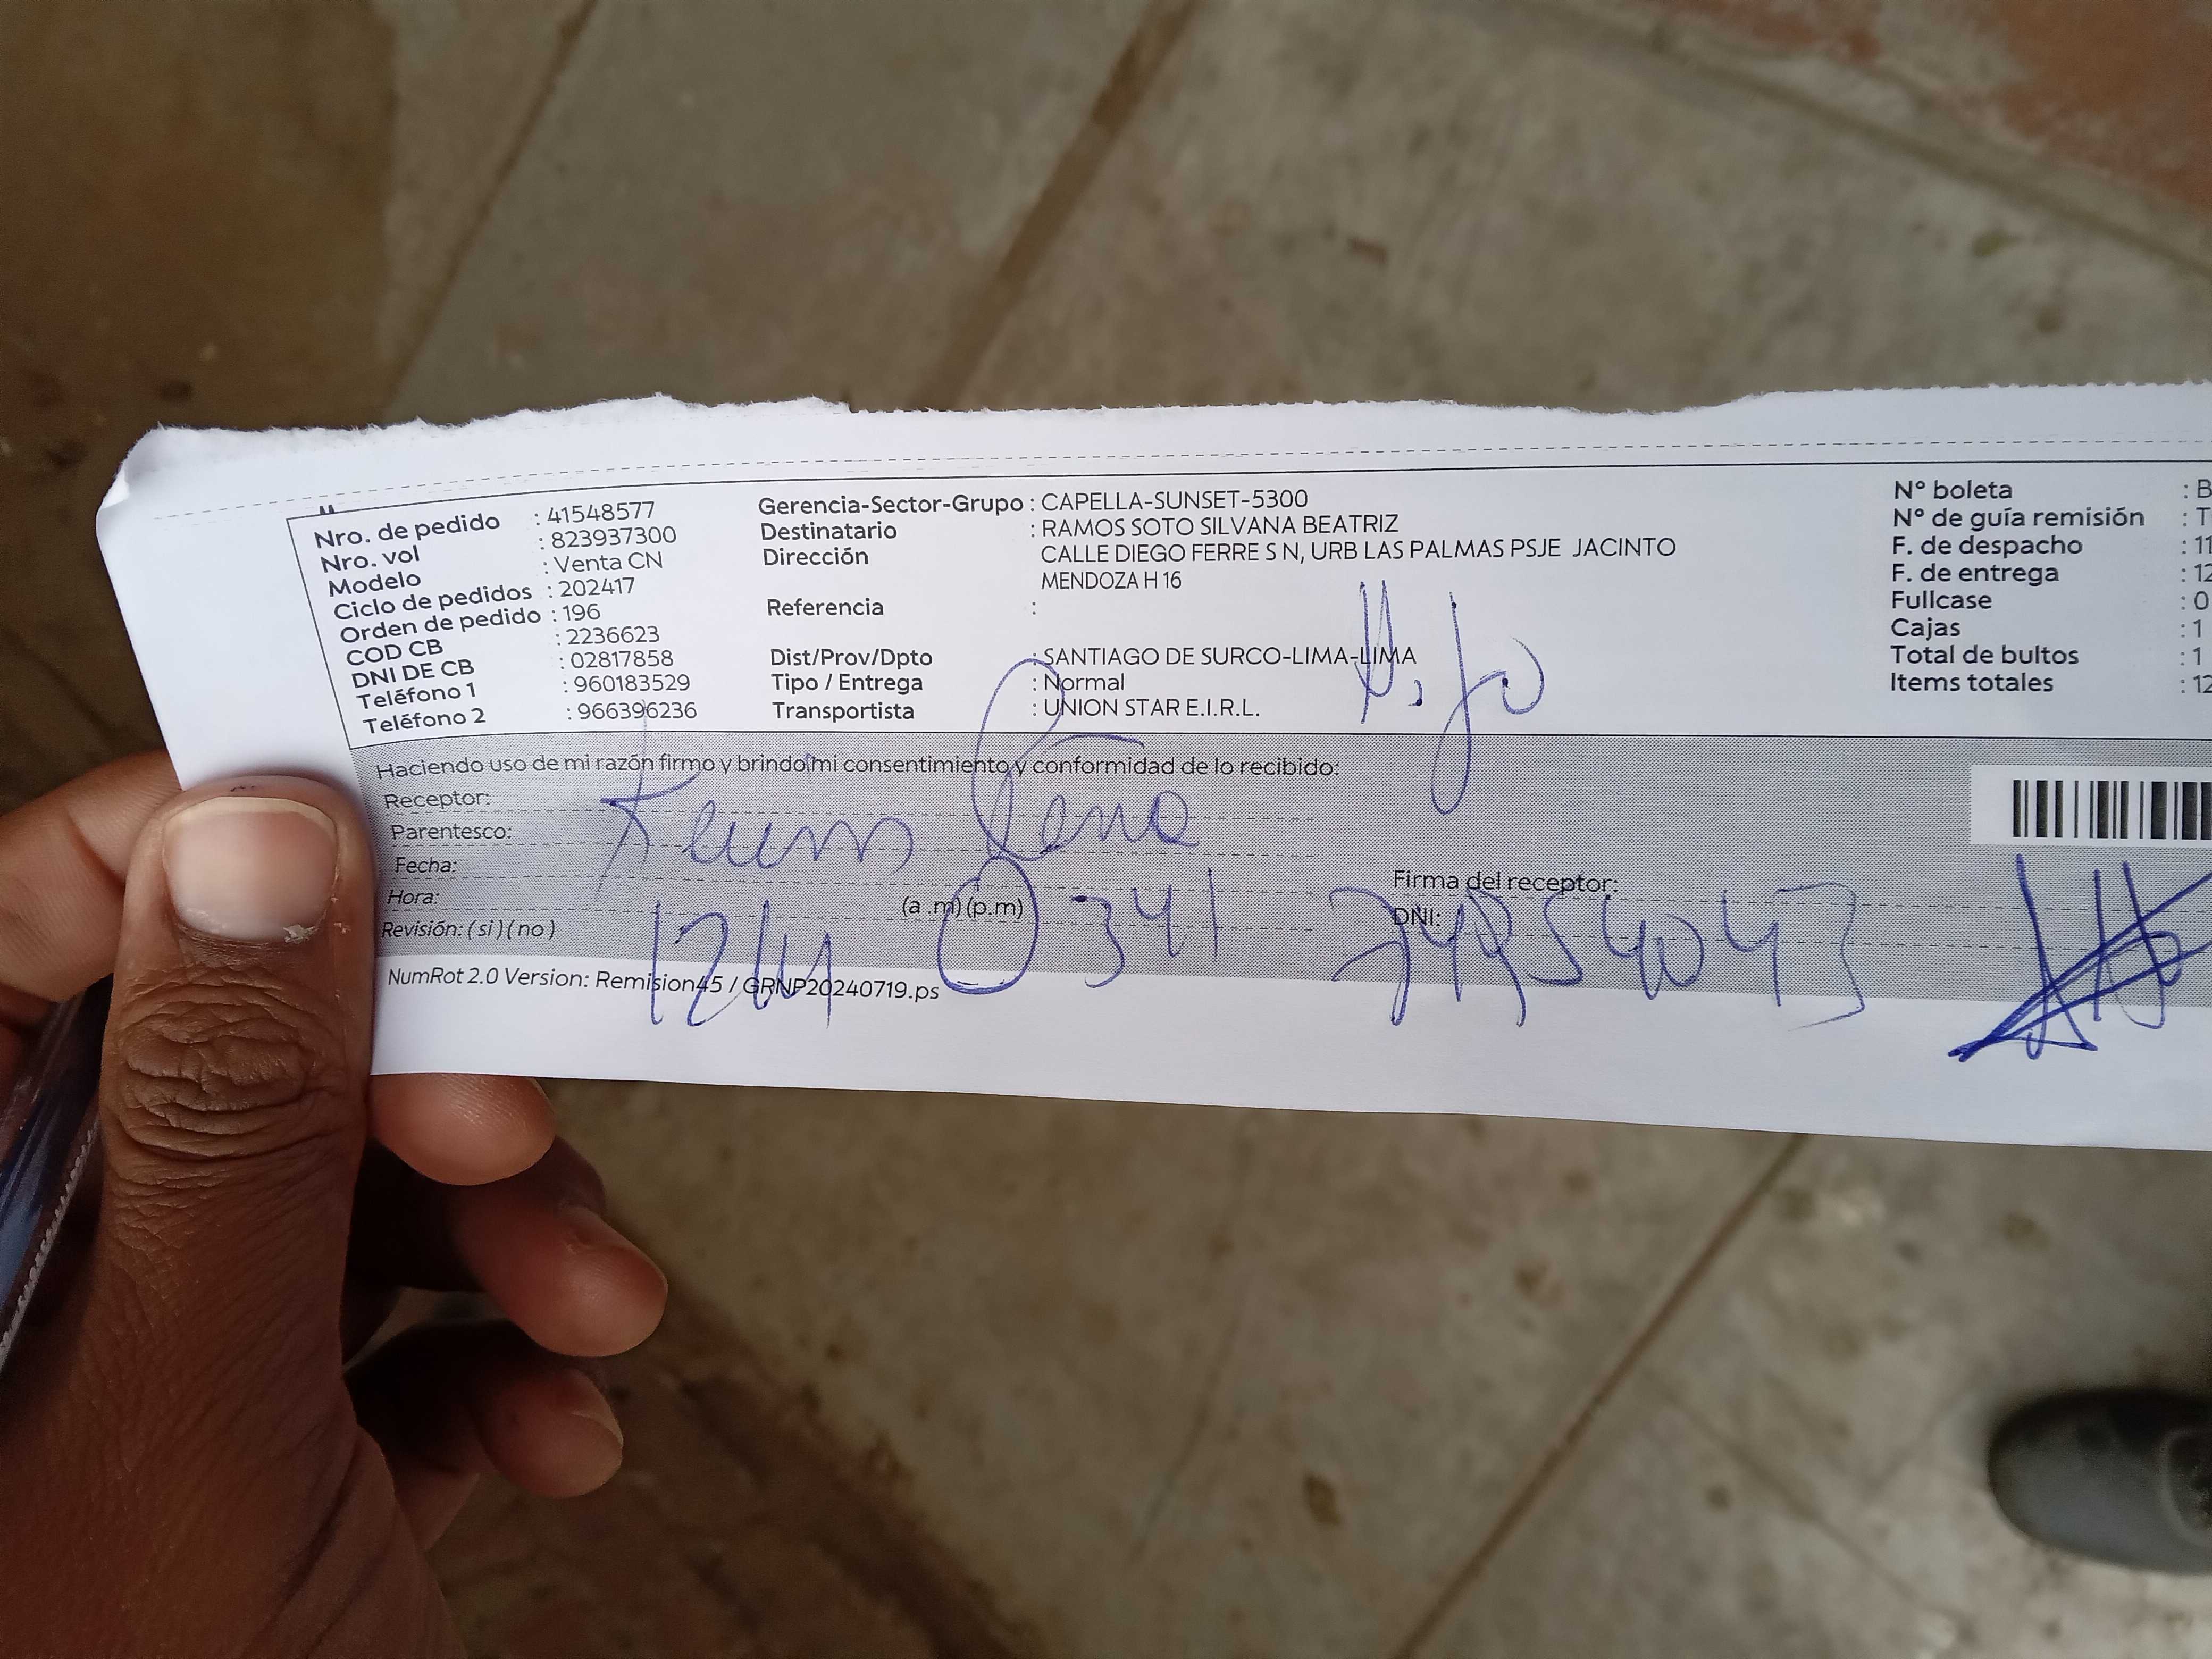 Nro. de pedido : 41548577
Nro. vol : 823937300
Modelo : Venta CN
Ciclo de pedidos : 202417
Orden de pedido : 196
COD CB : 2236623
DNI DE CB : 02817858
Teléfono 1 : 960183529
Teléfono 2 : 966396236
Gerencia-Sector-Grupo : CAPELLA-SUNSET-5300
Destinatario : RAMOS SOTO SILVANA BEATRIZ
Dirección CALLE DIEGO FERRE S N, URB LAS PALMAS PSJE JACINTO
MENDOZA H 16
Referencia :
Dist/Prov/Dpto : SANTIAGO DE SURCO-LIMA-LIMA
Tipo / Entrega : Normal
Transportista : UNION STAR E.I.R.L.
N° boleta : B
N° de guía remisión : T
F. de despacho : 11
F. de entrega : 12
Fullcase : 0
Cajas : 1
Total de bultos : 1
Items totales : 12
Haciendo uso de mi razón firmo y brindo mi consentimiento y conformidad de lo recibido:
Receptor:
Parentesco:
Fecha:
Hora: (a .m) (p.m)
Revisión: ( si ) ( no )
Firma del receptor:
DNI:
NumRot 2.0 Version: Remision45 / GRNP20240719.ps